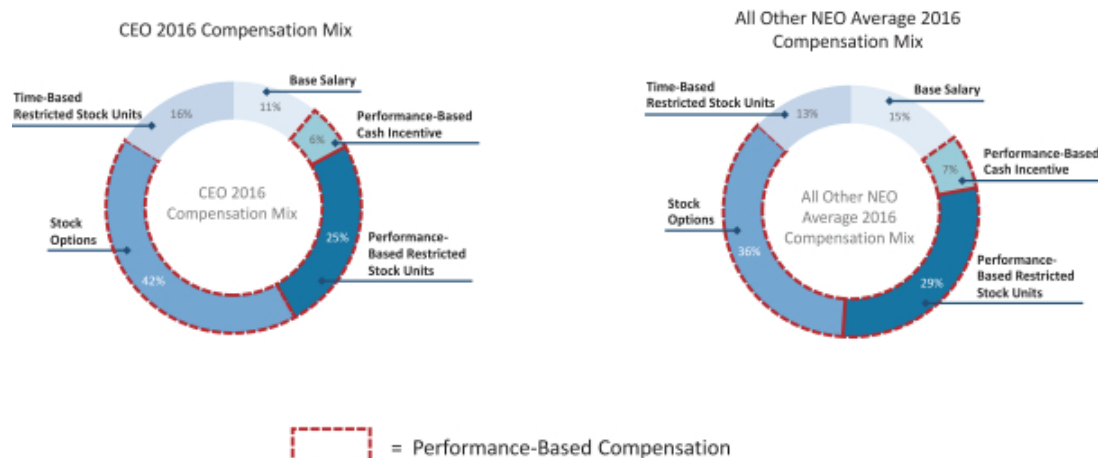 CEO 2016 Compensation Mix
Time-Based
Restricted Stock Units
16%
Base Salary
11%
Performance-Based
Cash Incentive
6%
CEO 2016
Compensation Mix
Stock
Options
42%
25%
Performance-
Based Restricted
Stock Units
All Other NEO Average 2016
Compensation Mix
Time-Based
Restricted Stock Units
13%
Base Salary
15%
Performance-Based
Cash Incentive
7%
All Other NEO
Average 2016
Compensation Mix
Stock
Options
36%
29%
Performance-
Based Restricted
Stock Units
= Performance-Based Compensation